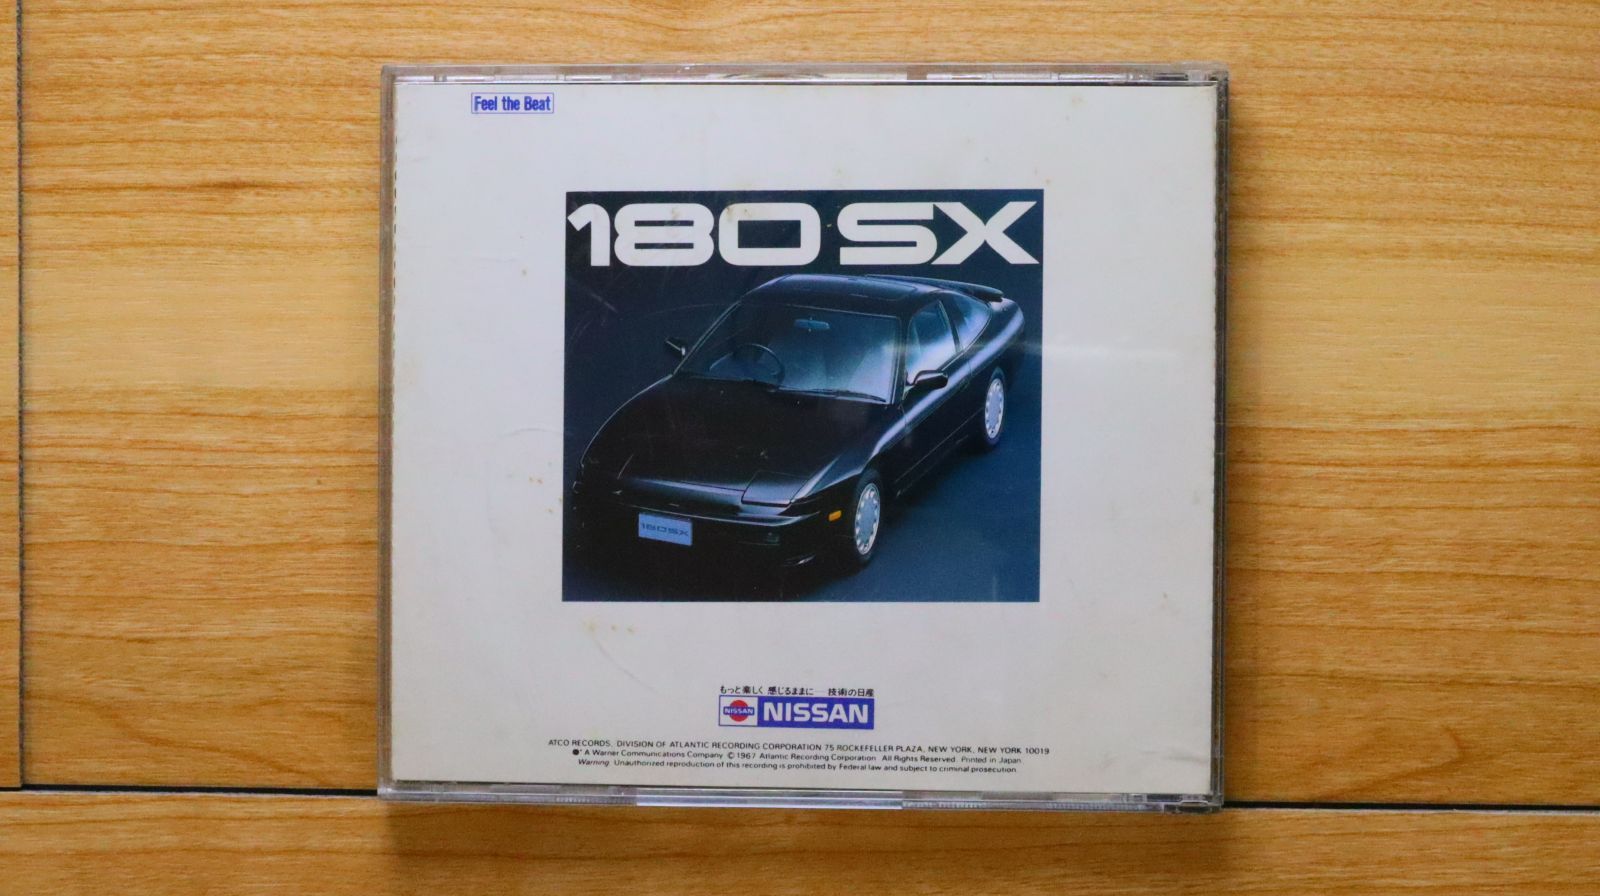 Feel the Beat
180SX
180SX
もっと楽しく 感じるままに 技術の日産
NISSAN NISSAN
ATCO RECORDS, DIVISION OF ATLANTIC RECORDING CORPORATION 75 ROCKEFELLER PLAZA, NEW YORK, NEW YORK 10019
A Warner Communications Company Ⓒ1967 Atlantic Recording Corporation. All Rights Reserved. Printed in Japan.
Warning: Unauthorized reproduction of this recording is prohibited by Federal law and subject to criminal prosecution.